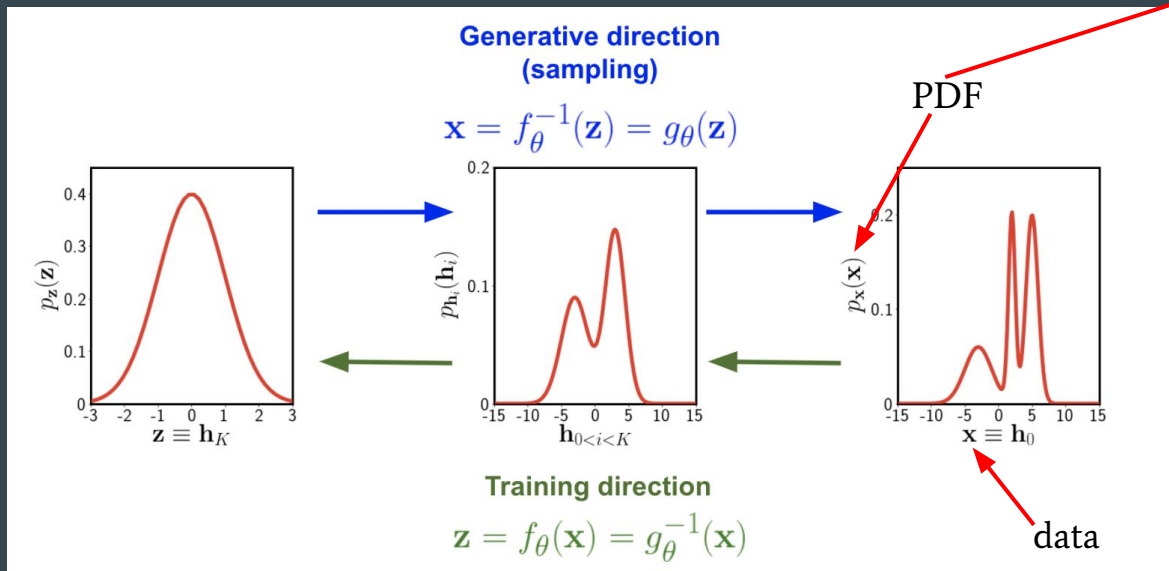 Generative direction
(sampling)
x = f_θ^{-1}(z) = g_θ(z)
PDF
0.4
0.3
0.2
0.1
0
p_z(z)
-3 -2 -1 0 1 2 3
z ≡ h_K
0.2
0.1
0
p_{h_i}(h_i)
-15 -10 -5 0 5 10 15
h_{0<i<K}
0.2
0.1
0
p_x(x)
-15 -10 -5 0 5 10 15
x ≡ h_0
Training direction
z = f_θ(x) = g_θ^{-1}(x)
data